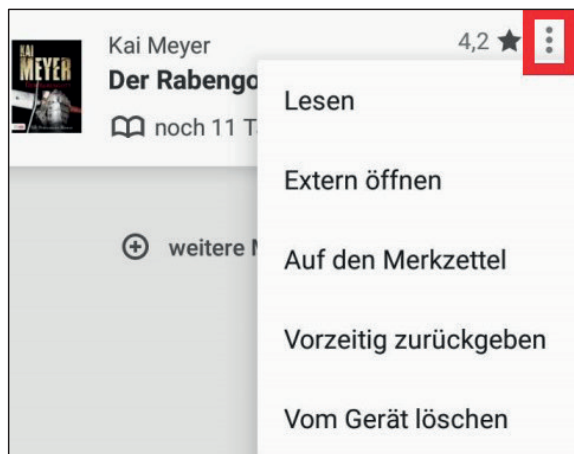 KAI
MEYER
Kai Meyer
4,2
Der Rabengo
noch 11 T
weitere
Lesen
Extern öffnen
Auf den Merkzettel
Vorzeitig zurückgeben
Vom Gerät löschen